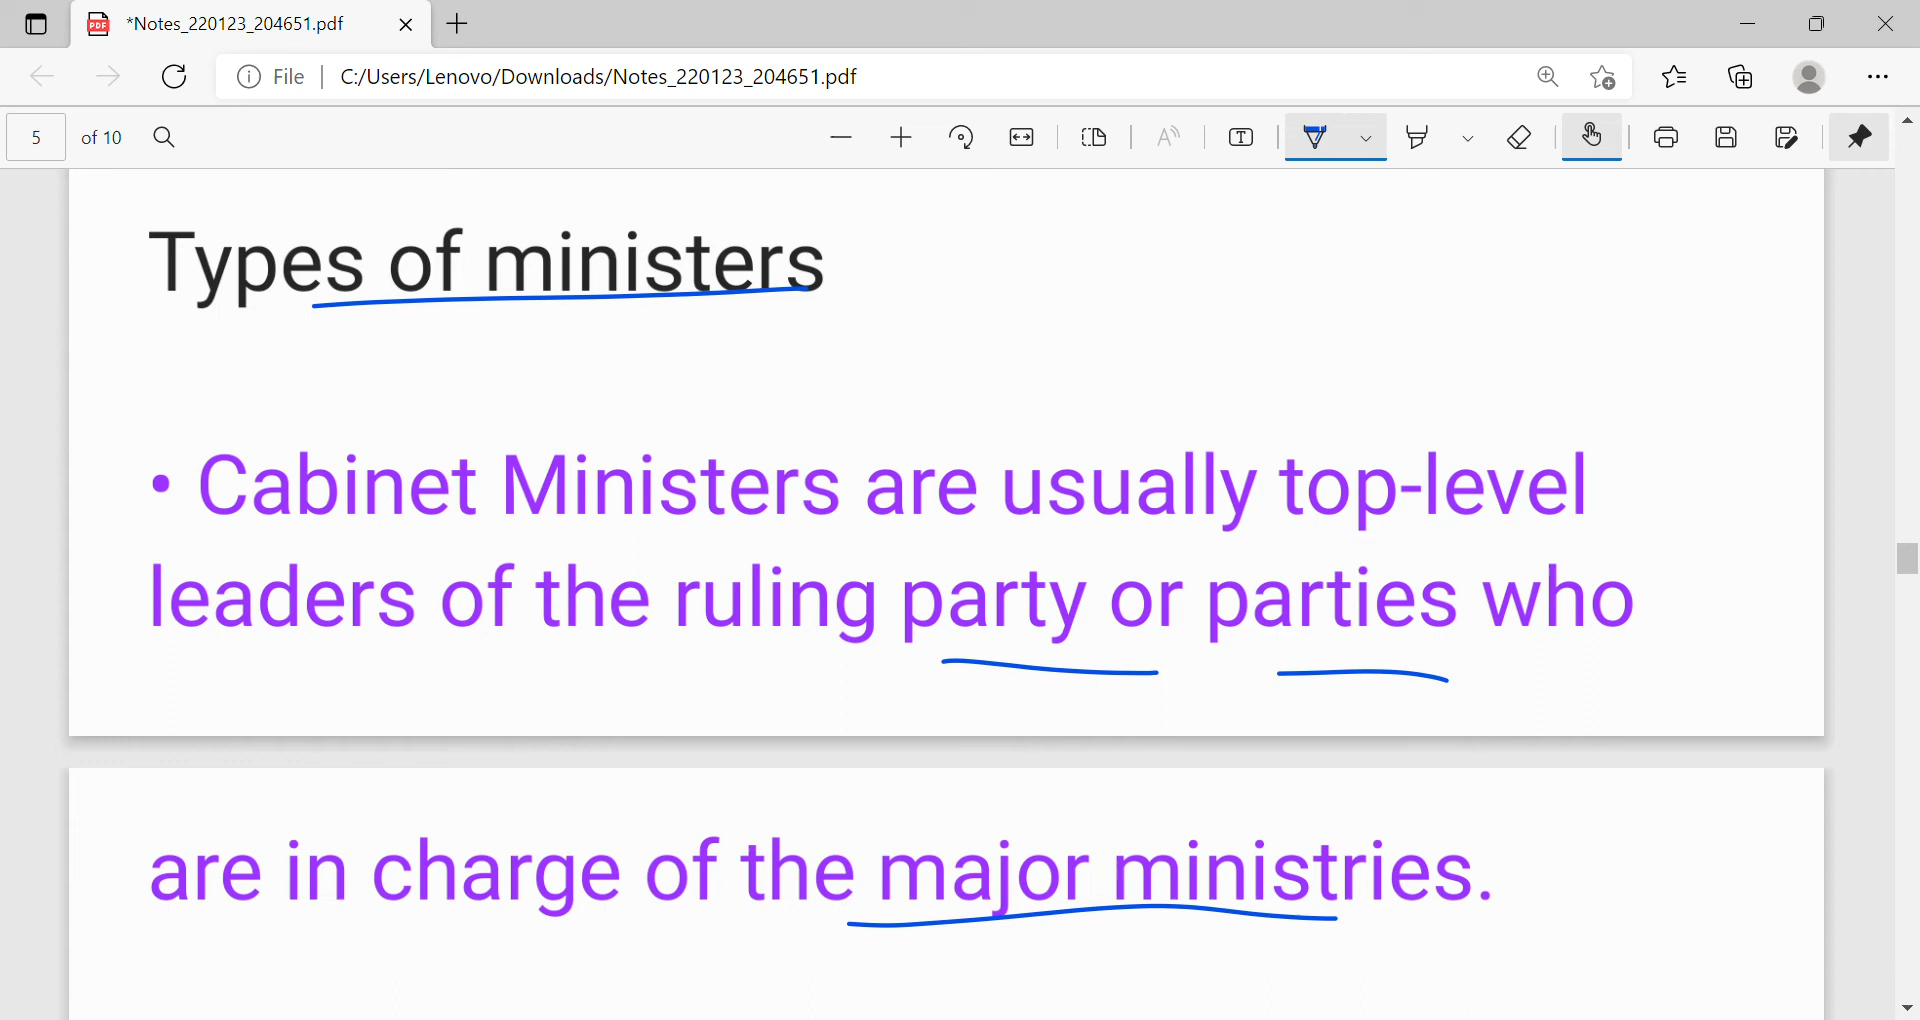 *Notes_220123_204651.pdf
File C:/Users/Lenovo/Downloads/Notes_220123_204651.pdf
5 of 10
Types of ministers
• Cabinet Ministers are usually top-level
leaders of the ruling party or parties who
are in charge of the major ministries.